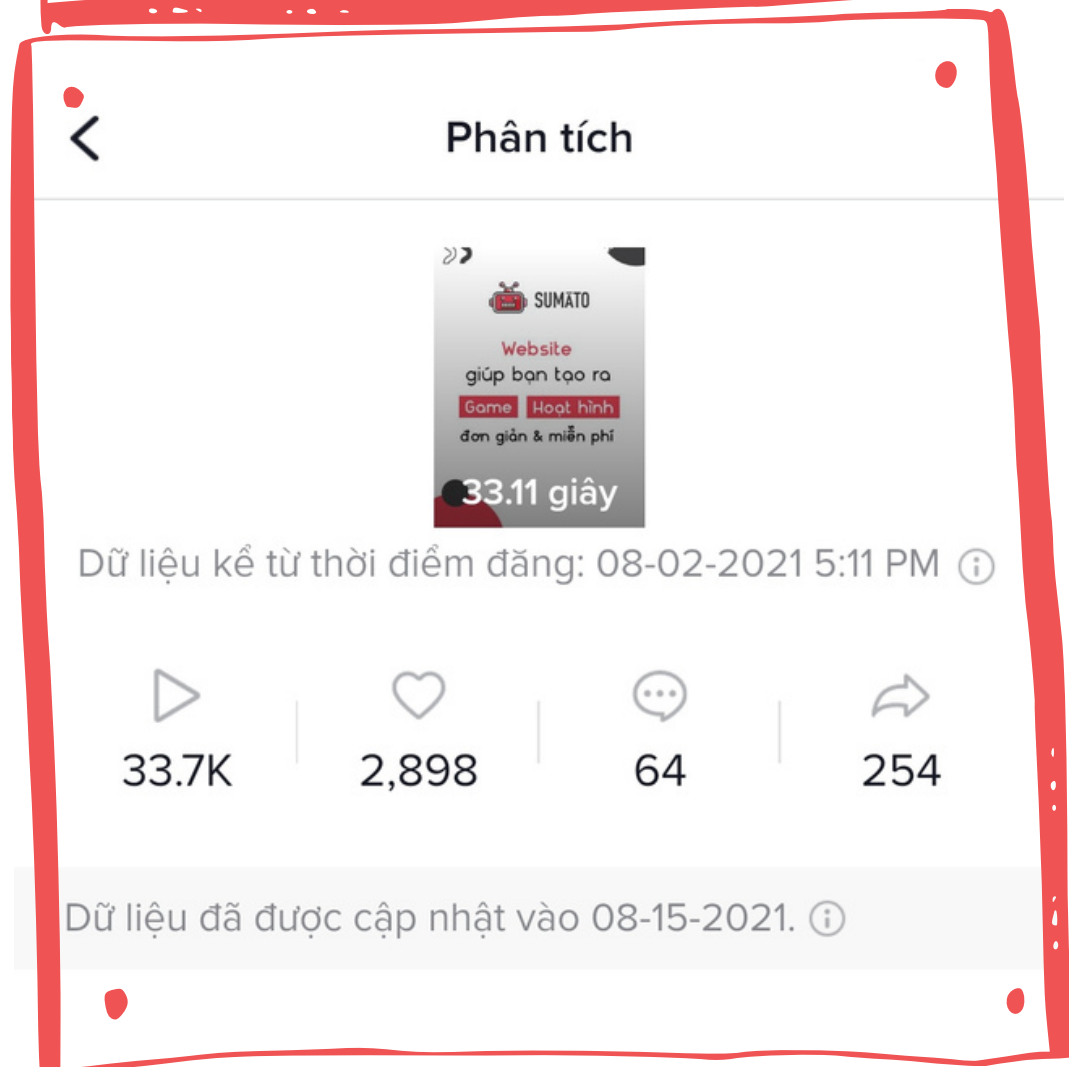 Phân tích
SUMATO
Website
giúp bạn tạo ra
Game Hoạt hình
đơn giản & miễn phí
33.11 giây
Dữ liệu kể từ thời điểm đăng: 08-02-2021 5:11 PM
33.7K 2,898 64 254
Dữ liệu đã được cập nhật vào 08-15-2021.